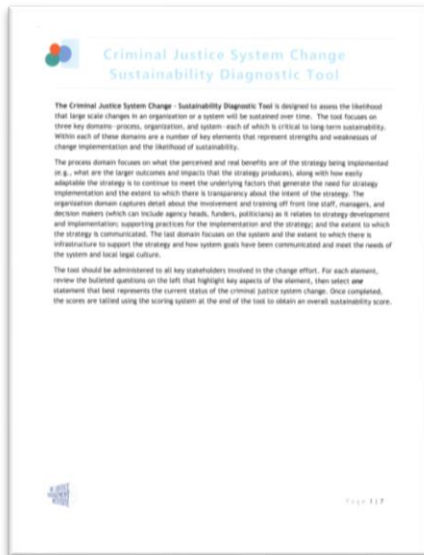 Criminal Justice System Change
Sustainability Diagnostic Tool
The Criminal Justice System Change - Sustainability Diagnostic Tool is designed to assess the likelihood
that large scale changes in an organization or a system will be sustained over time. The tool focuses on
three key domains--process, organization, and system--each of which is critical to long-term sustainability.
Within each of these domains are a number of key elements that represent strengths and weaknesses of
change implementation and the likelihood of sustainability.
The process domain focuses on what the perceived and real benefits are of the strategy being implemented
(e.g., what are the larger outcomes and impacts that the strategy produces), along with how easily
adaptable the strategy is to continue to meet the underlying factors that generate the need for strategy
implementation and the extent to which there is transparency about the intent of the strategy. The
organization domain captures detail about the involvement and training off front line staff, managers, and
decision makers (which can include agency heads, funders, politicians) as it relates to strategy development
and implementation; supporting practices for the implementation and the strategy; and the extent to which
the strategy is communicated. The last domain focuses on the system and the extent to which there is
infrastructure to support the strategy and how system goals have been communicated and meet the needs of
the system and local legal culture.
The tool should be administered to all key stakeholders involved in the change effort. For each element,
review the bulleted questions on the left that highlight key aspects of the element, then select one
statement that best represents the current status of the criminal justice system change. Once completed,
the scores are tallied using the scoring system at the end of the tool to obtain an overall sustainability score.
Page 1 | 7